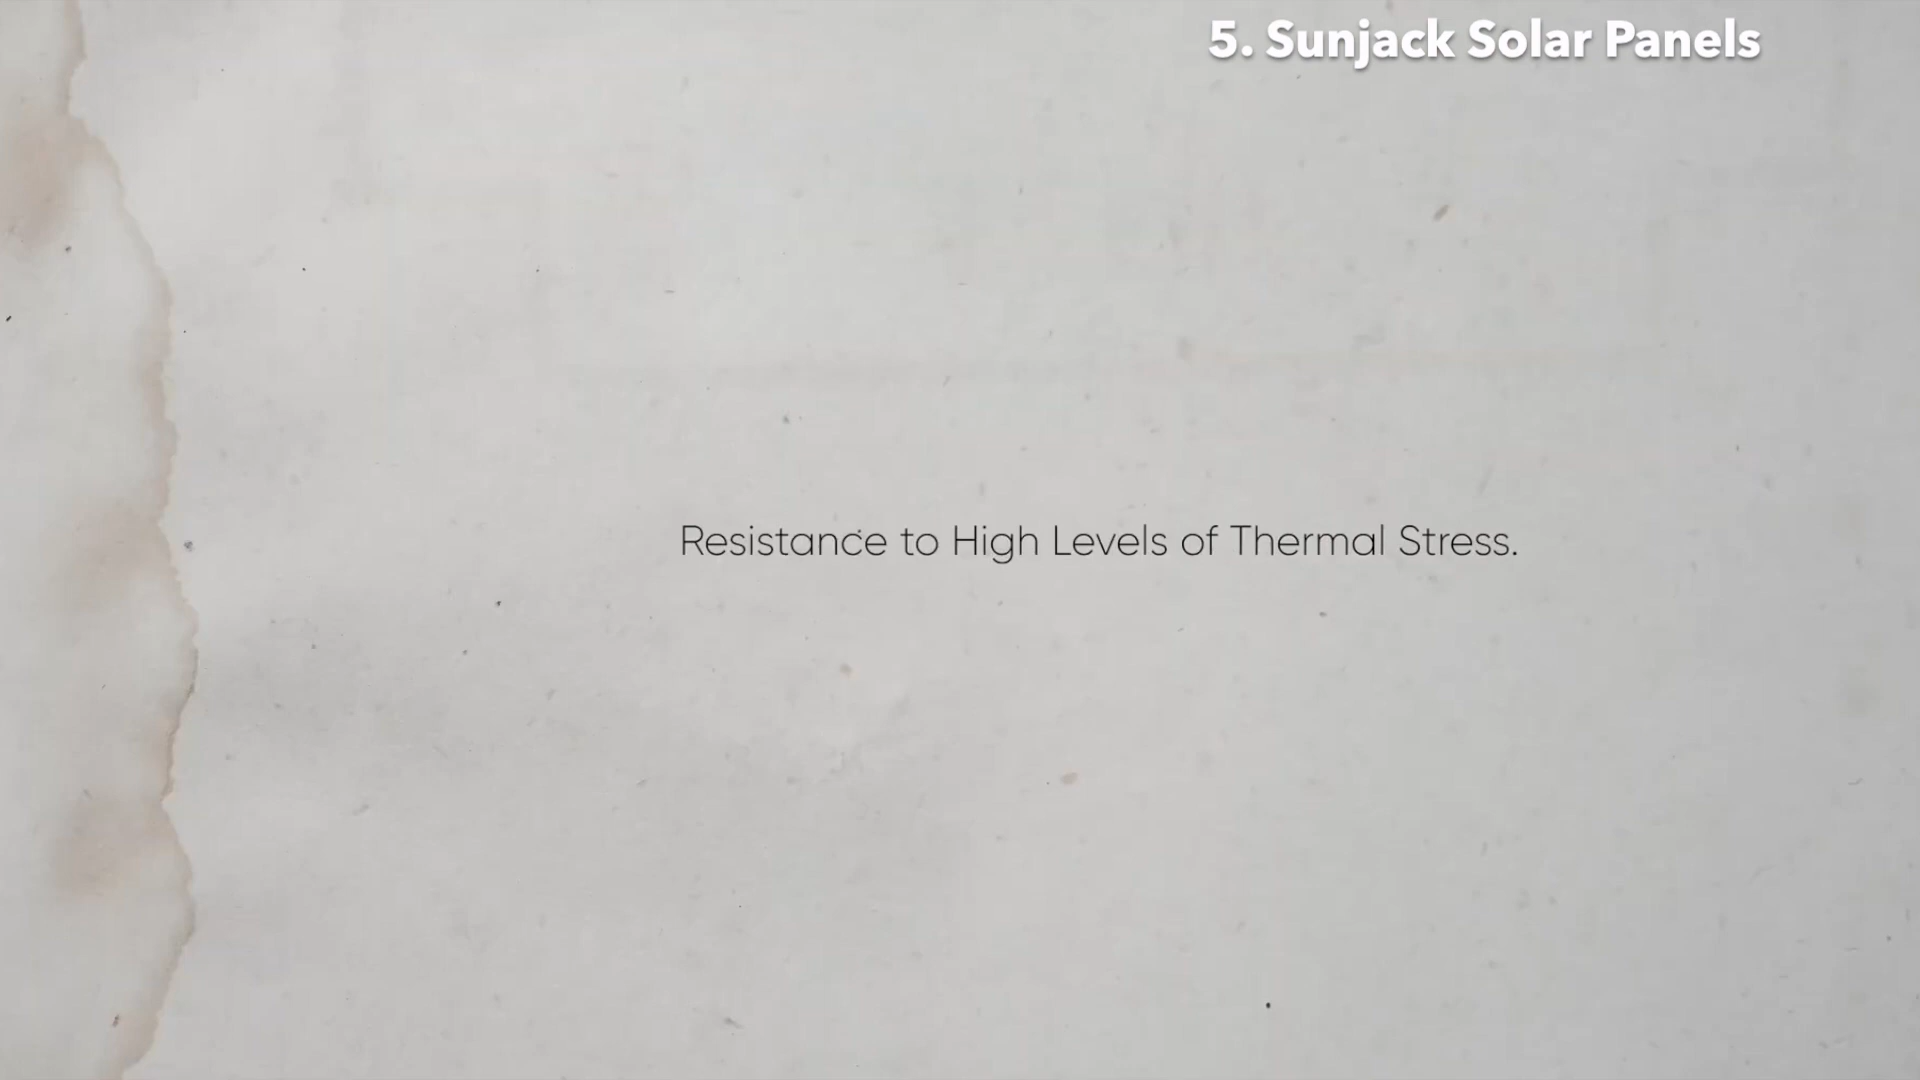 5. Sunjack Solar Panels
Resistance to High Levels of Thermal Stress.